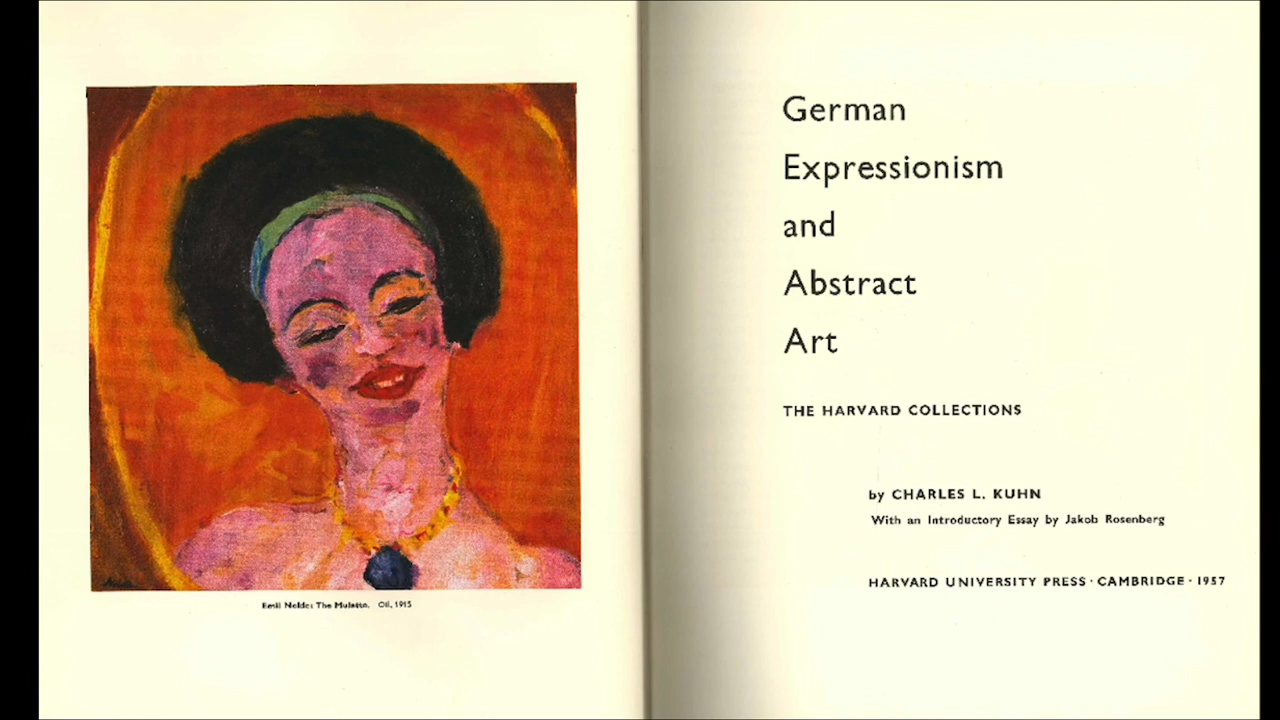 Emil Nolde: The Mulatto. Oil, 1915
German
Expressionism
and
Abstract
Art
THE HARVARD COLLECTIONS
by CHARLES L. KUHN
With an Introductory Essay by Jakob Rosenberg
HARVARD UNIVERSITY PRESS · CAMBRIDGE · 1957